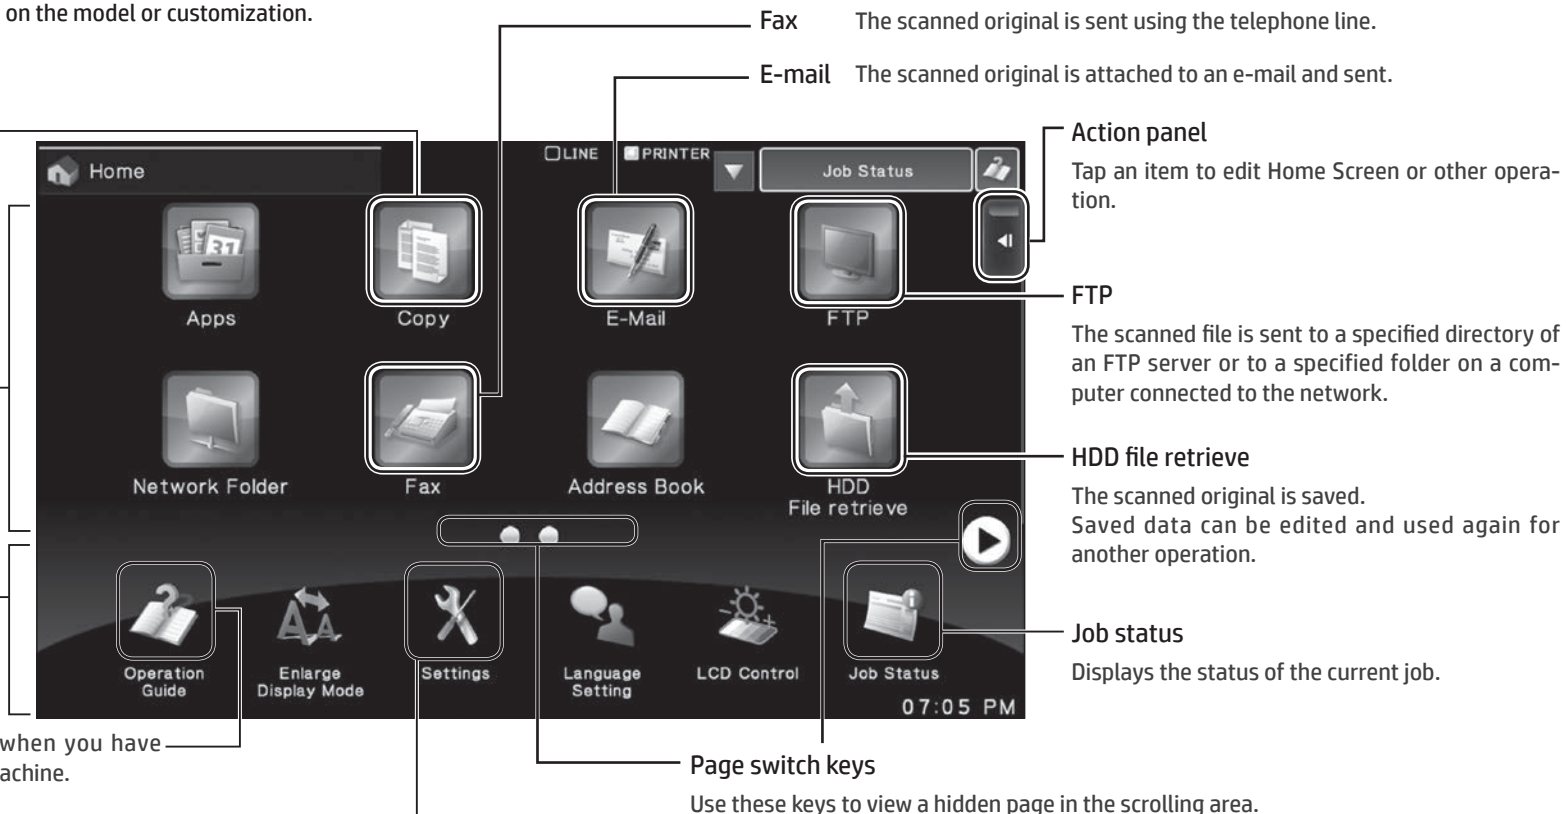 on the model or customization.
Fax The scanned original is sent using the telephone line.
E-mail The scanned original is attached to an e-mail and sent.
Action panel
Tap an item to edit Home Screen or other opera-
tion.
FTP
The scanned file is sent to a specified directory of
an FTP server or to a specified folder on a com-
puter connected to the network.
HDD file retrieve
The scanned original is saved.
Saved data can be edited and used again for
another operation.
Job status
Displays the status of the current job.
Home
LINE PRINTER
Job Status
31
Apps Copy E-Mail FTP
Network Folder Fax Address Book HDD
File retrieve
Operation
Guide
Enlarge
Display Mode
Settings
Language
Setting
LCD Control
Job Status
07:05 PM
when you have
achine.
Page switch keys
Use these keys to view a hidden page in the scrolling area.